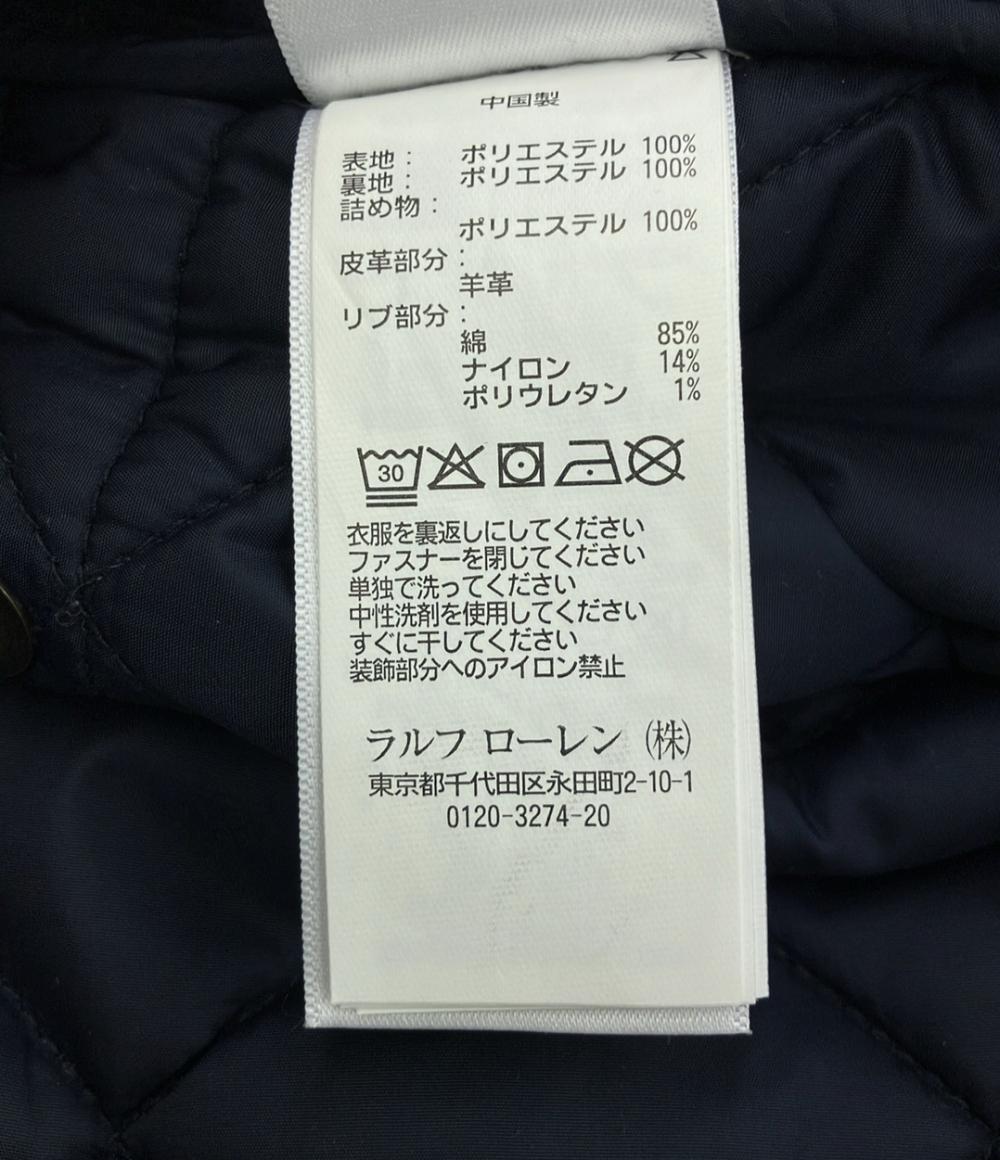 中国製
表地： ポリエステル 100%
裏地： ポリエステル 100%
詰め物：
ポリエステル 100%
皮革部分：
羊革
リブ部分：
綿 85%
ナイロン 14%
ポリウレタン 1%
30
衣服を裏返しにしてください
ファスナーを閉じてください
単独で洗ってください
中性洗剤を使用してください
すぐに干してください
装飾部分へのアイロン禁止
ラルフ ローレン ㈱
東京都千代田区永田町2-10-1
0120-3274-20